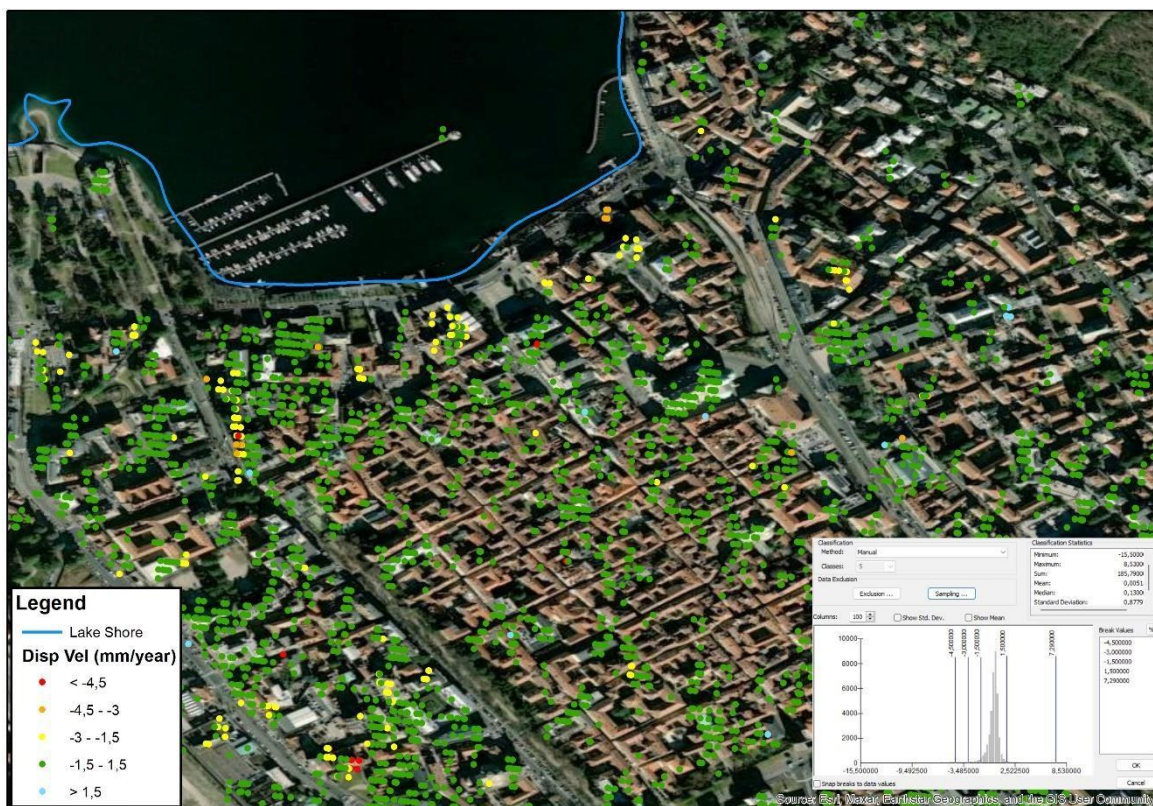 Legend
Lake Shore
Disp Vel (mm/year)
< -4,5
-4,5 - -3
-3 - -1,5
-1,5 - 1,5
> 1,5
Classification
Method: Manual
Classes: 5
Data Exclusion
Exclusion ...
Sampling ...
Classification Statistics
Minimum: -15,5300
Maximum: 8,5300
Sum: 185,7900
Mean: 0,0051
Median: 0,1300
Standard Deviation: 0,8779
Columns: 100
Show Std. Dev.
Show Mean
Break Values %
-4,500000
-3,000000
-1,500000
1,500000
7,290000
10000
8000
6000
4000
2000
0
-4,500000
-3,000000
-1,500000
1,500000
7,290000
-15,500000
-9,492500
-3,485000
2,522500
8,530000
Snap breaks to data values
OK
Cancel
Source: Esri, Maxar, Earthstar Geographics, and the GIS User Community